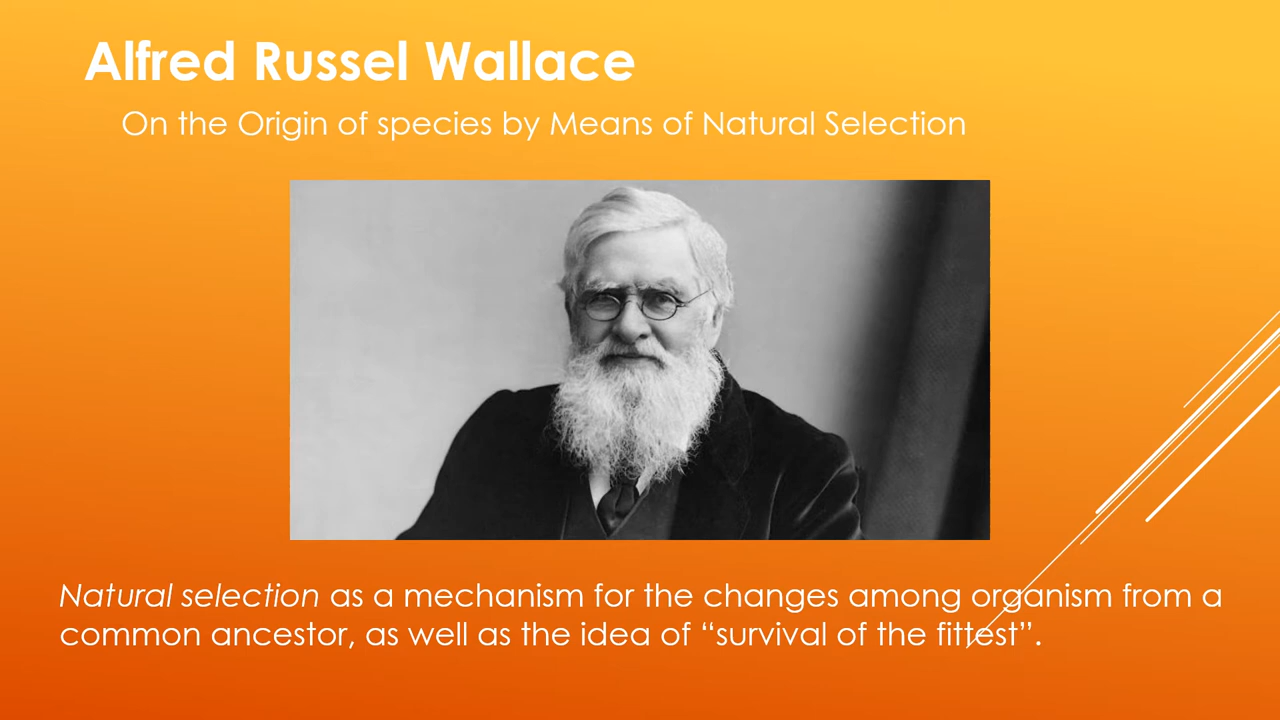 Alfred Russel Wallace
On the Origin of species by Means of Natural Selection
Natural selection as a mechanism for the changes among organism from a
common ancestor, as well as the idea of “survival of the fittest”.